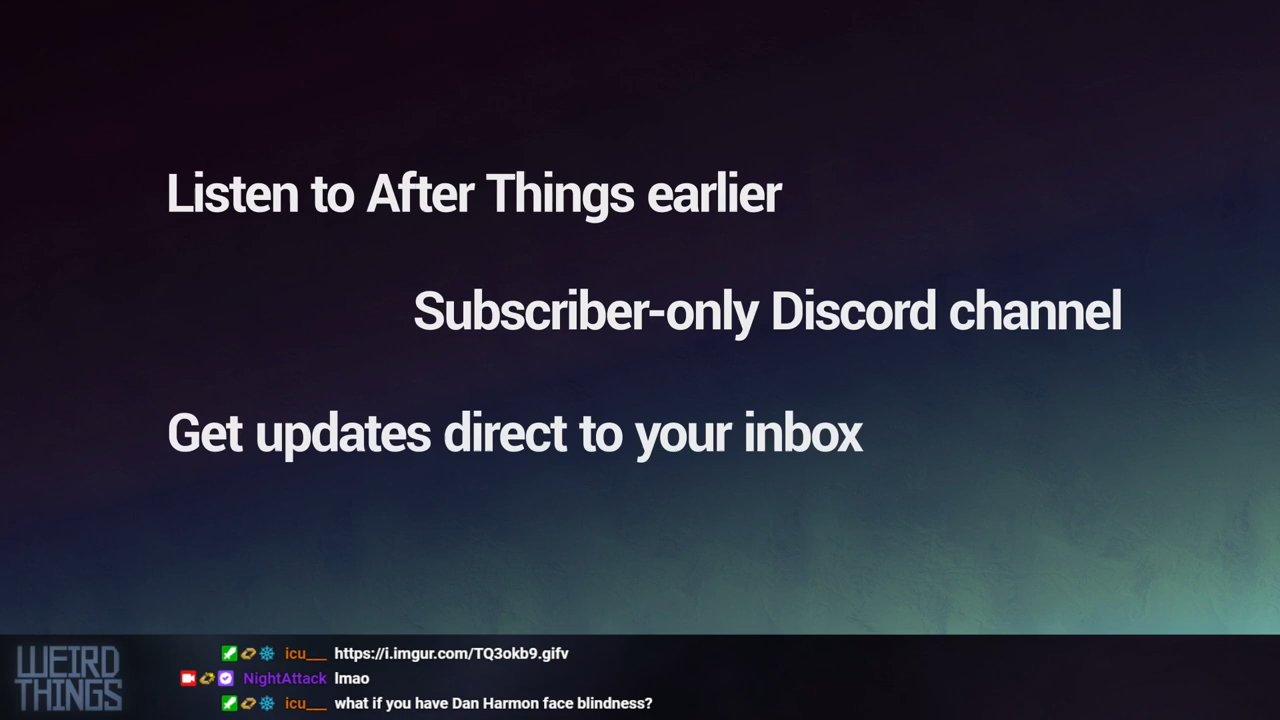 Listen to After Things earlier
Subscriber-only Discord channel
Get updates direct to your inbox
WEIRD
THINGS
icu___ https://i.imgur.com/TQ3okb9.gifv
NightAttack lmao
icu___ what if you have Dan Harmon face blindness?